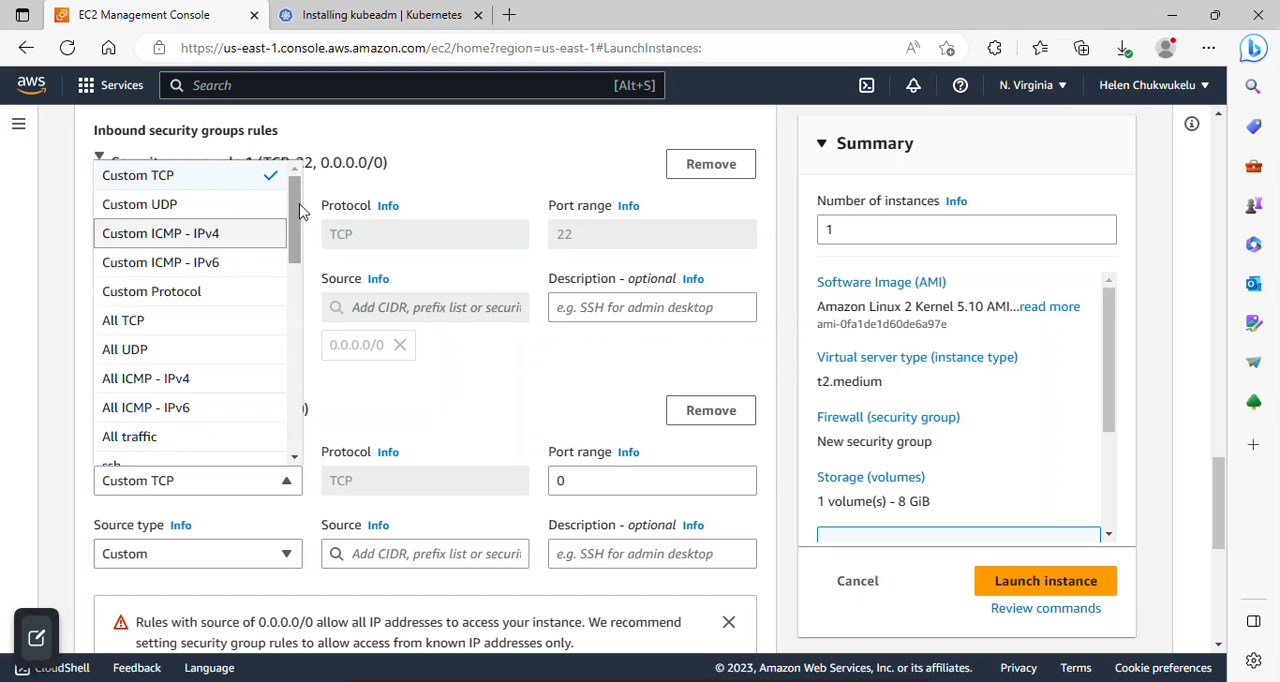 EC2 Management Console
Installing kubeadm | Kubernetes
https://us-east-1.console.aws.amazon.com/ec2/home?region=us-east-1#LaunchInstances:
aws
Services
Search
[Alt+S]
N. Virginia
Helen Chukwukelu
Inbound security groups rules
22, 0.0.0.0/0)
Remove
Custom TCP
Custom UDP
Custom ICMP - IPv4
Custom ICMP - IPv6
Custom Protocol
All TCP
All UDP
All ICMP - IPv4
All ICMP - IPv6
All traffic
ssh
Custom TCP
Protocol Info
Port range Info
TCP
22
Source Info
Description - optional Info
Add CIDR, prefix list or securit
e.g. SSH for admin desktop
0.0.0.0/0
Remove
Protocol Info
Port range Info
TCP
0
Source type Info
Source Info
Description - optional Info
Custom
Add CIDR, prefix list or securit
e.g. SSH for admin desktop
Rules with source of 0.0.0.0/0 allow all IP addresses to access your instance. We recommend
setting security group rules to allow access from known IP addresses only.
Summary
Number of instances Info
1
Software Image (AMI)
Amazon Linux 2 Kernel 5.10 AMI...read more
ami-0fa1de1d60de6a97e
Virtual server type (instance type)
t2.medium
Firewall (security group)
New security group
Storage (volumes)
1 volume(s) - 8 GiB
Cancel
Launch instance
Review commands
CloudShell
Feedback
Language
© 2023, Amazon Web Services, Inc. or its affiliates.
Privacy
Terms
Cookie preferences